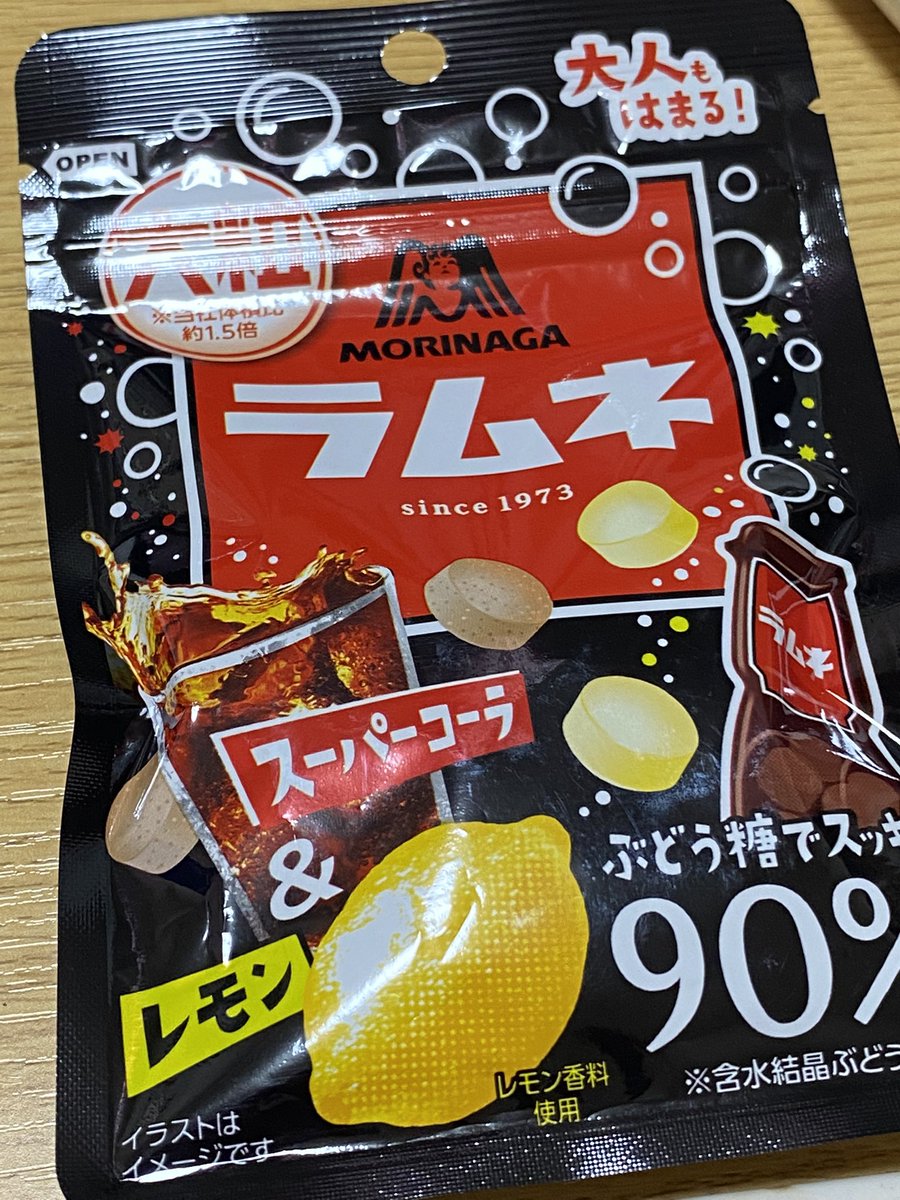 大人も
はまる!
OPEN
大粒
※当社体積比
約1.5倍
MORINAGA
ラムネ
since 1973
ラムネ
スーパーコーラ
&
レモン
ぶどう糖でスッキ
90%
※含水結晶ぶどう
レモン香料
使用
イラストは
イメージです